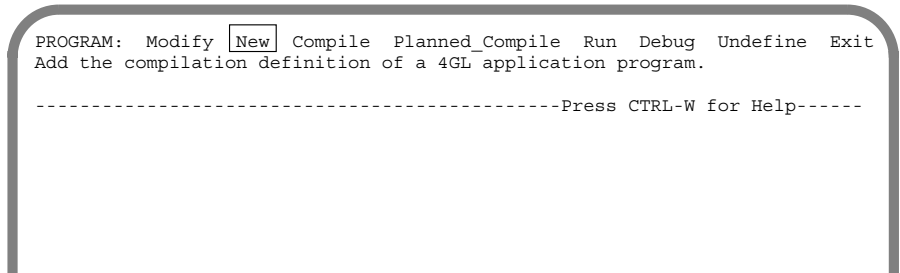 PROGRAM: Modify New Compile Planned_Compile Run Debug Undefine Exit
Add the compilation definition of a 4GL application program.
-----------------------------------------------Press CTRL-W for Help------